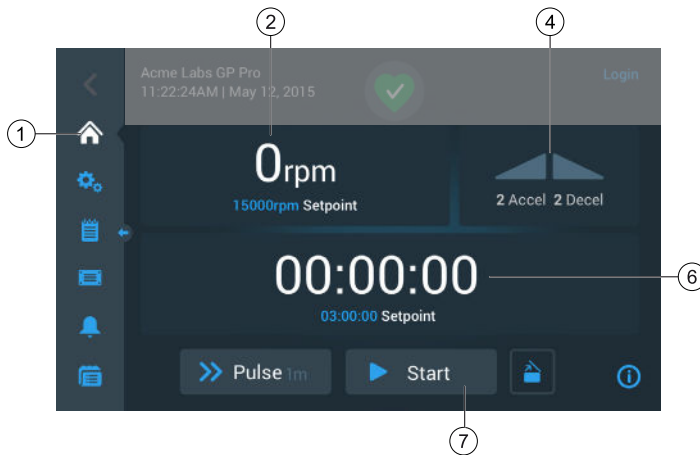 2
4
Acme Labs GP Pro
11:22:24AM | May 12, 2015
Login
1
0rpm
15000rpm Setpoint
2 Accel 2 Decel
00:00:00
6
03:00:00 Setpoint
Pulse 1m
Start
7